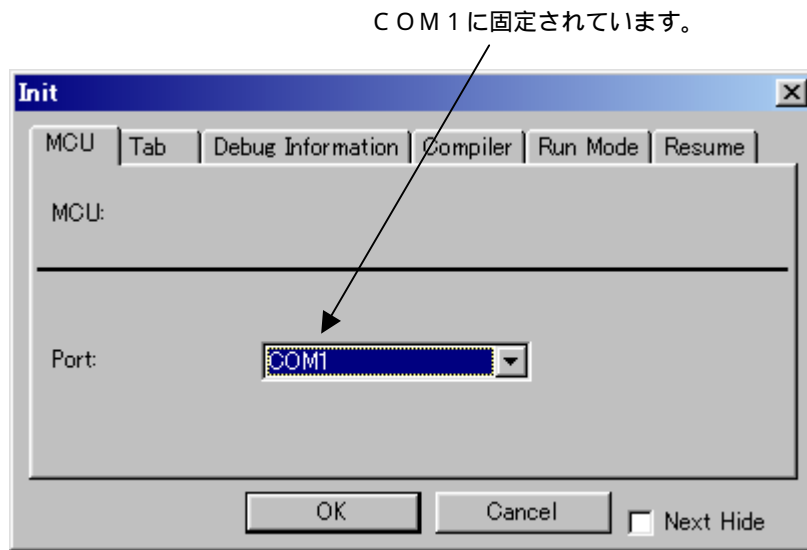 ＣＯＭ１に固定されています。
Init
MCU Tab Debug Information Compiler Run Mode Resume
MCU:
Port: COM1
OK Cancel Next Hide